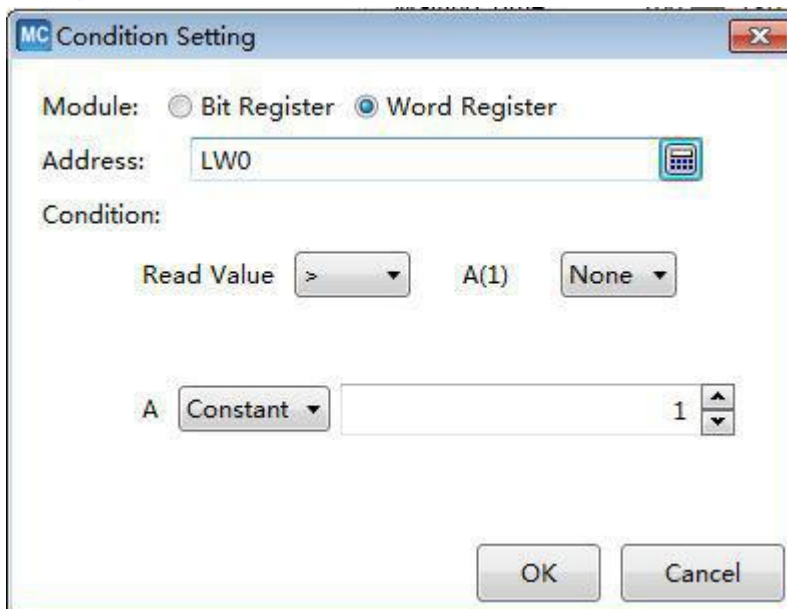 MC Condition Setting
Module: Bit Register Word Register
Address: LW0
Condition:
Read Value > A(1) None
A Constant 1
OK Cancel